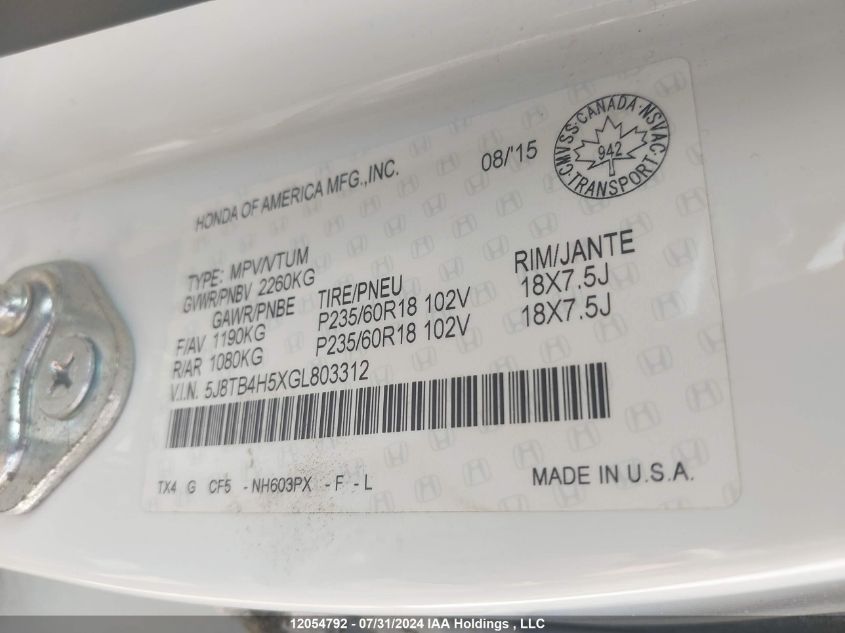 HONDA OF AMERICA MFG.,INC. 08/'15
CMVSS · CANADA · NSVAC
942
TRANSPORT
TYPE: MPV/VTUM
GVWR/PNBV 2260KG
GAWR/PNBE TIRE/PNEU RIM/JANTE
F/AV 1190KG P235/60R18 102V 18X7.5J
R/AR 1080KG P235/60R18 102V 18X7.5J
V.I.N. 5J8TB4H5XGL803312
TX4 G CF5 -NH603PX -F -L MADE IN U.S.A.
12054792 - 07/31/2024 IAA Holdings , LLC